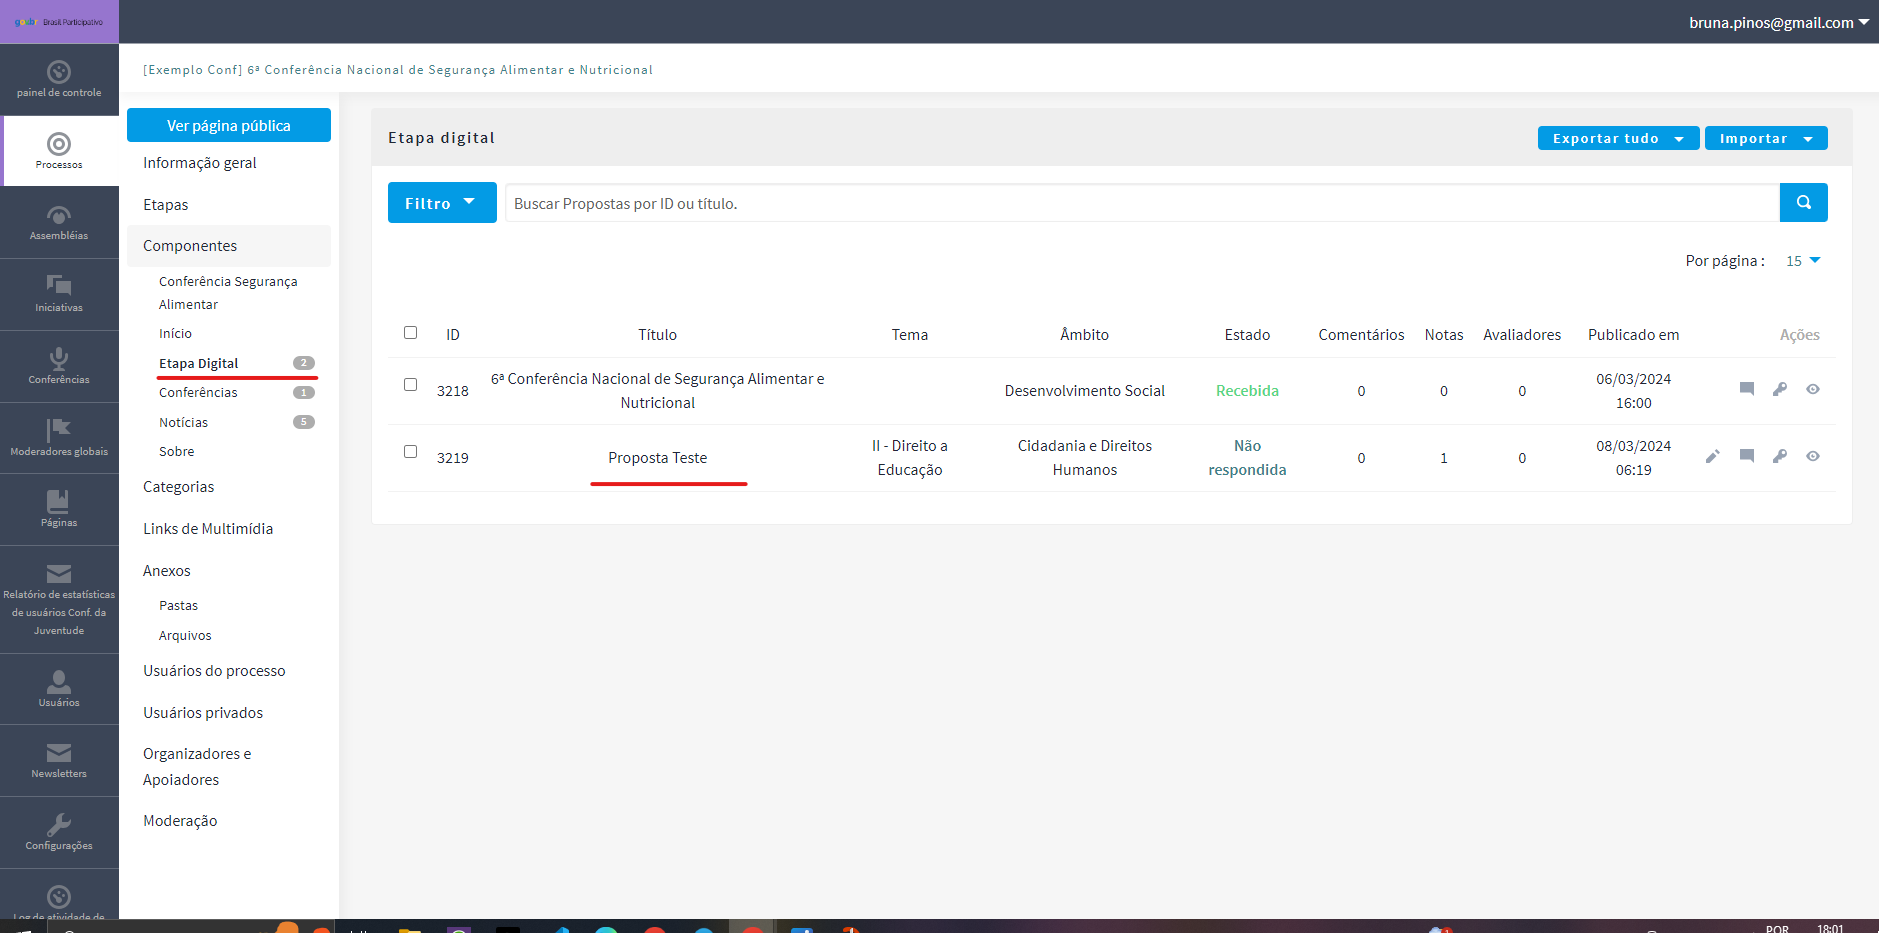 gov.br Brasil Participativo
bruna.pinos@gmail.com
painel de controle
Processos
Assembléias
Iniciativas
Conferências
Moderadores globais
Páginas
Relatório de estatísticas
de usuários Conf. da
Juventude
Usuários
Newsletters
Configurações
Log de atividade de
[Exemplo Conf] 6ª Conferência Nacional de Segurança Alimentar e Nutricional
Ver página pública
Informação geral
Etapas
Componentes
Conferência Segurança
Alimentar
Início
Etapa Digital 2
Conferências 1
Notícias 5
Sobre
Categorias
Links de Multimídia
Anexos
Pastas
Arquivos
Usuários do processo
Usuários privados
Organizadores e
Apoiadores
Moderação
Etapa digital
Exportar tudo
Importar
Filtro
Buscar Propostas por ID ou título.
Por página : 15
ID Título Tema Âmbito Estado Comentários Notas Avaliadores Publicado em Ações
3218 6ª Conferência Nacional de Segurança Alimentar e Desenvolvimento Social Recebida 0 0 0 06/03/2024
Nutricional 16:00
3219 Proposta Teste II - Direito a Cidadania e Direitos Não 0 1 0 08/03/2024
Educação Humanos respondida 06:19
POR 18:01